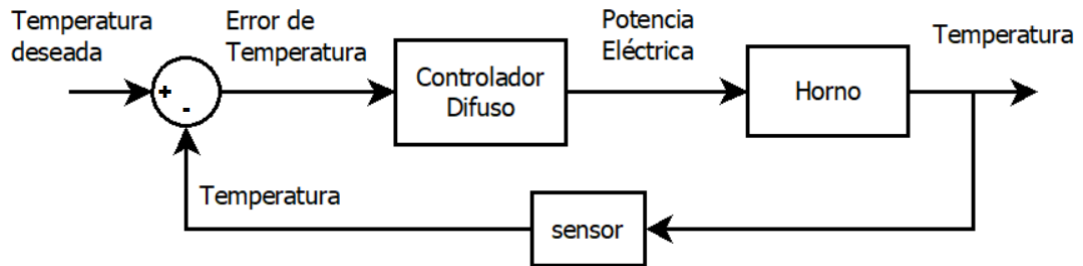 Temperatura
deseada
Error de
Temperatura
Potencia
Eléctrica
Temperatura
+
-
Controlador
Difuso
Horno
Temperatura
sensor